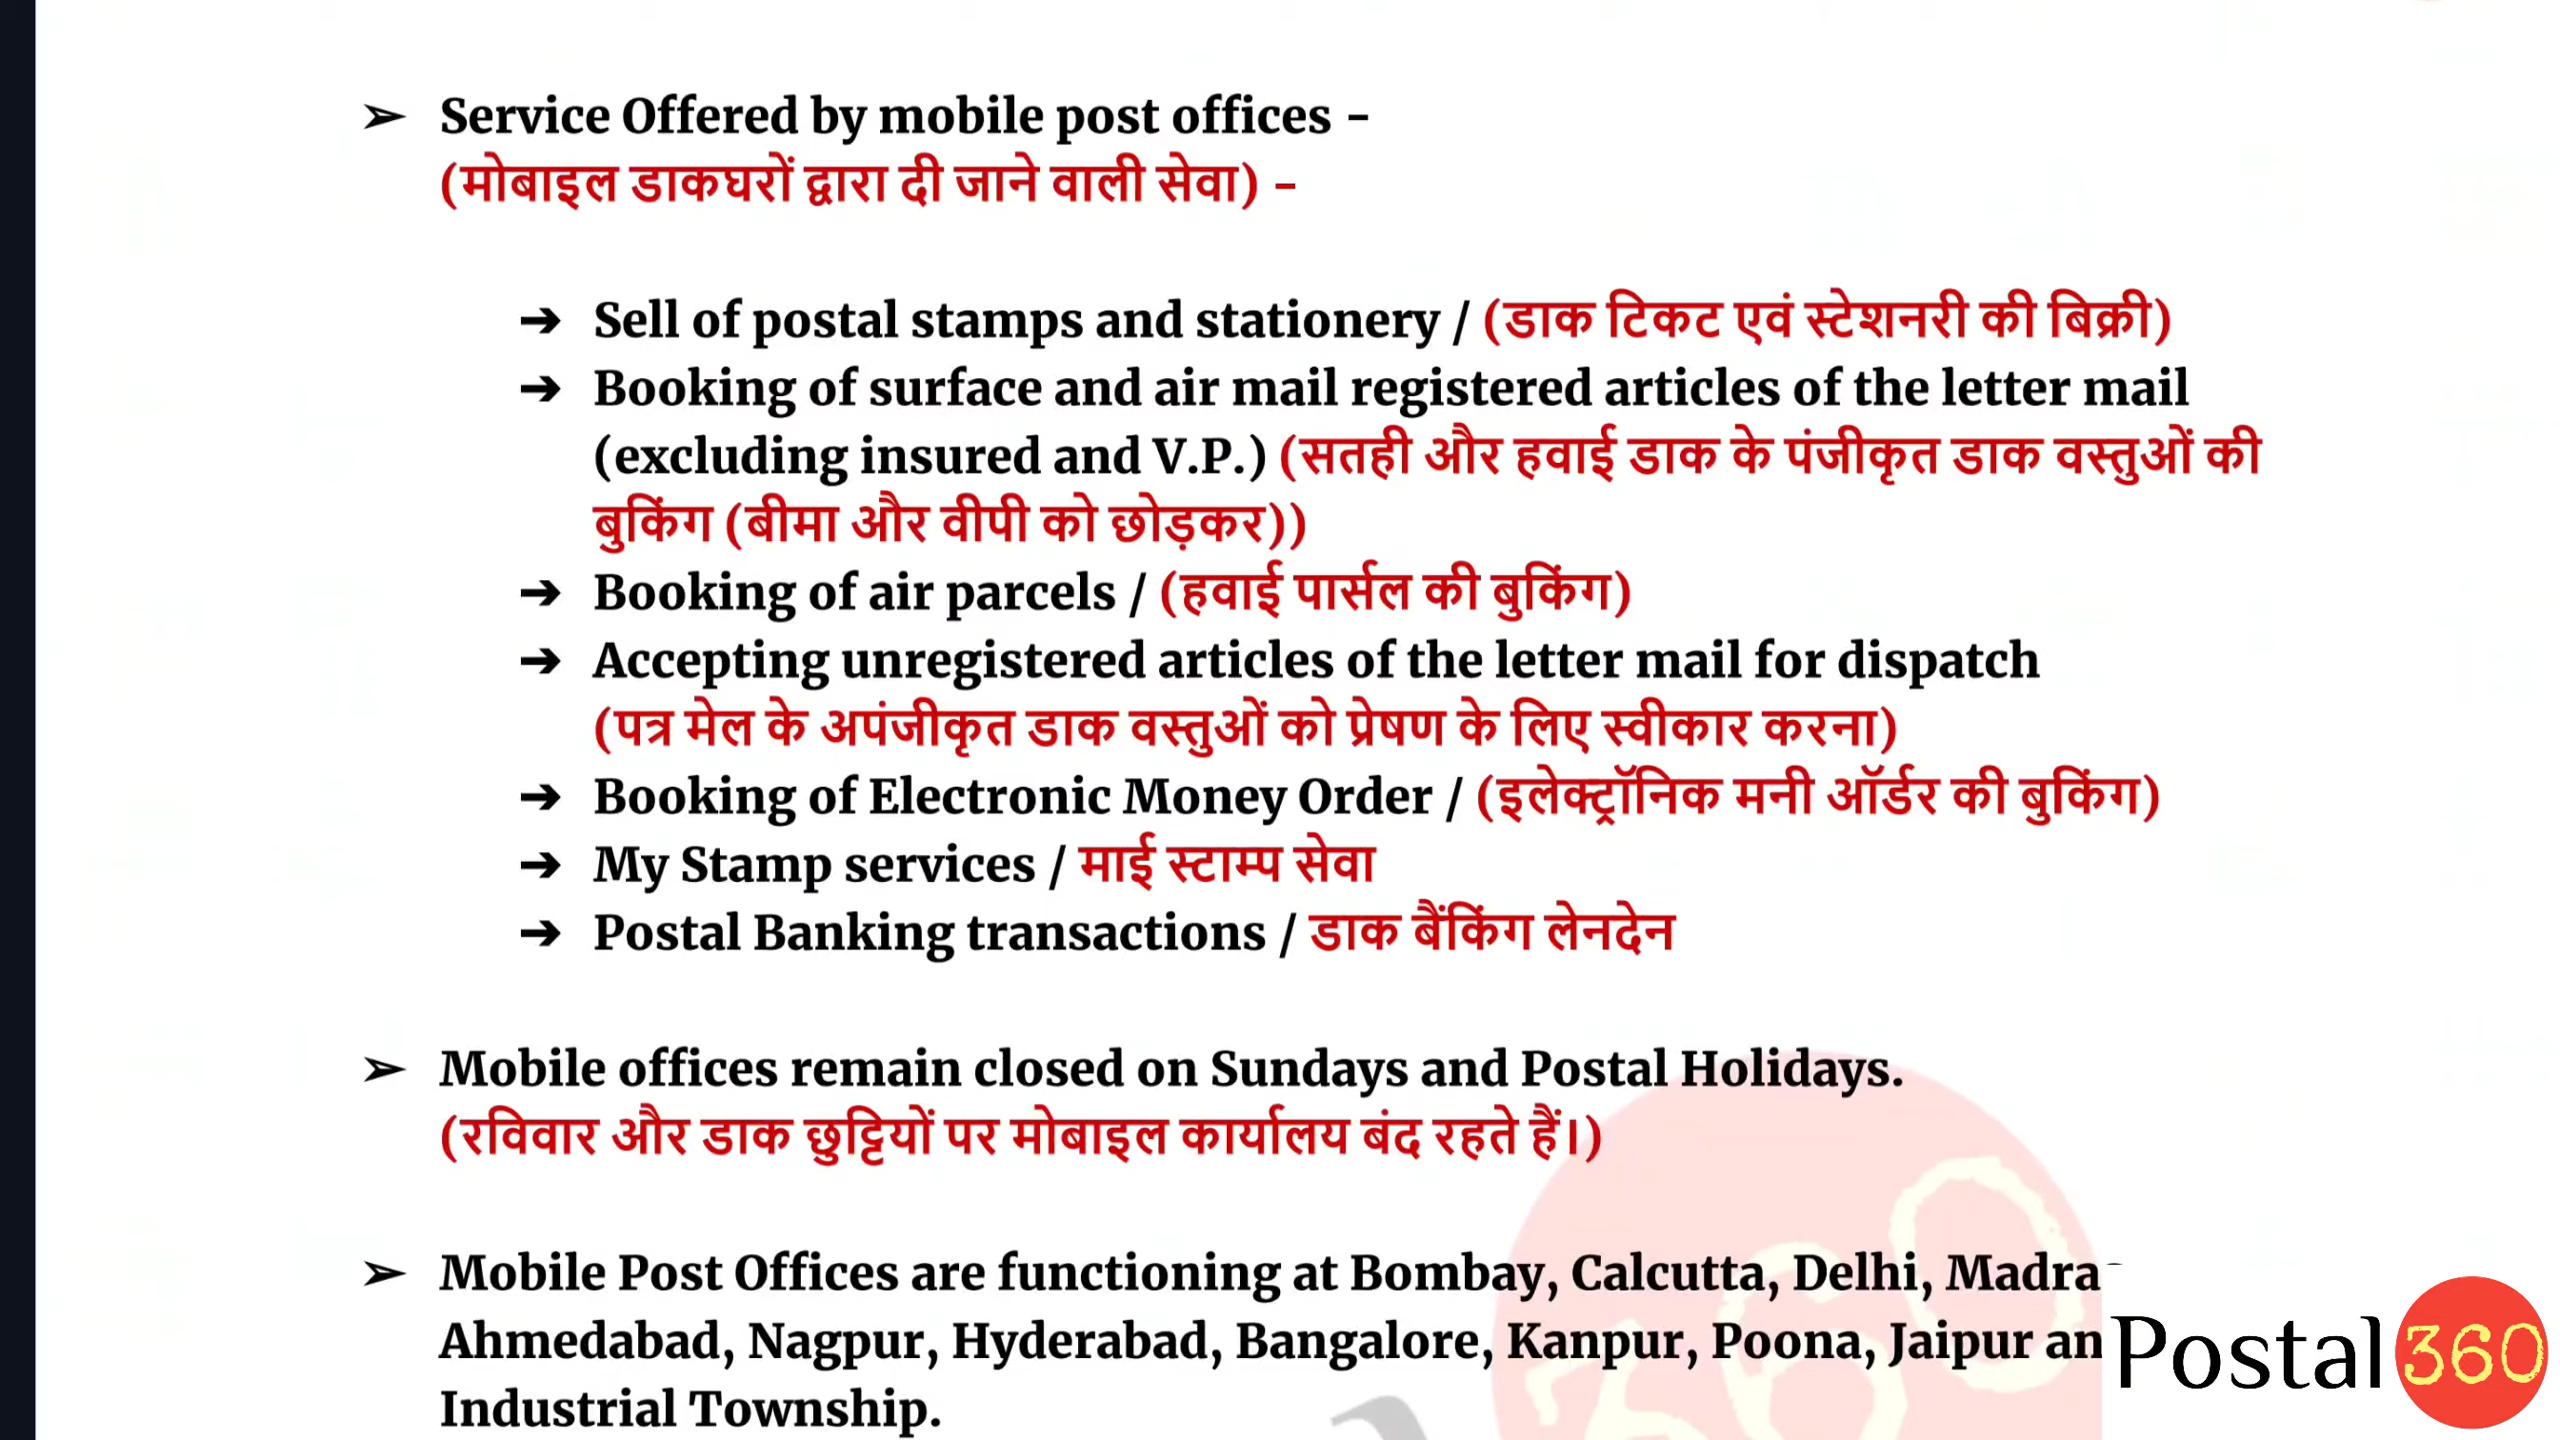 ➢ Service Offered by mobile post offices -
(मोबाइल डाकघरों द्वारा दी जाने वाली सेवा) -
➔ Sell of postal stamps and stationery / (डाक टिकट एवं स्टेशनरी की बिक्री)
➔ Booking of surface and air mail registered articles of the letter mail
(excluding insured and V.P.) (सतही और हवाई डाक के पंजीकृत डाक वस्तुओं की
बुकिंग (बीमा और वीपी को छोड़कर))
➔ Booking of air parcels / (हवाई पार्सल की बुकिंग)
➔ Accepting unregistered articles of the letter mail for dispatch
(पत्र मेल के अपंजीकृत डाक वस्तुओं को प्रेषण के लिए स्वीकार करना)
➔ Booking of Electronic Money Order / (इलेक्ट्रॉनिक मनी ऑर्डर की बुकिंग)
➔ My Stamp services / माई स्टाम्प सेवा
➔ Postal Banking transactions / डाक बैंकिंग लेनदेन
➢ Mobile offices remain closed on Sundays and Postal Holidays.
(रविवार और डाक छुट्टियों पर मोबाइल कार्यालय बंद रहते हैं।)
➢ Mobile Post Offices are functioning at Bombay, Calcutta, Delhi, Madra
Ahmedabad, Nagpur, Hyderabad, Bangalore, Kanpur, Poona, Jaipur an
Industrial Township.
Postal 360
360